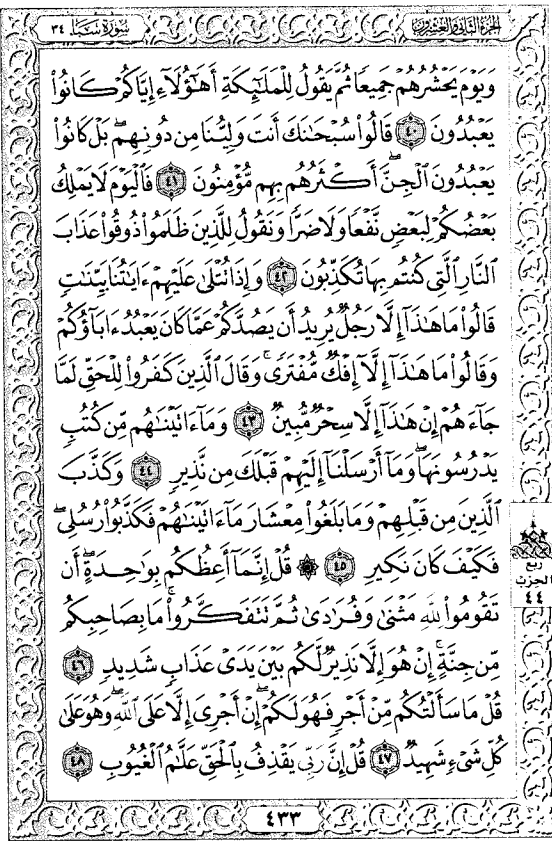 الجزء الثاني والعشرون سورة سبإ ٣٤
وَيَوْمَ يَحْشُرُهُمْ جَمِيعًا ثُمَّ يَقُولُ لِلْمَلَٰٓئِكَةِ أَهَٰٓؤُلَآءِ إِيَّاكُمْ كَانُوا۟
يَعْبُدُونَ ٤٠ قَالُوا۟ سُبْحَٰنَكَ أَنتَ وَلِيُّنَا مِن دُونِهِم ۖ بَلْ كَانُوا۟
يَعْبُدُونَ ٱلْجِنَّ ۖ أَكْثَرُهُم بِهِم مُّؤْمِنُونَ ٤١ فَٱلْيَوْمَ لَا يَمْلِكُ
بَعْضُكُمْ لِبَعْضٍ نَّفْعًا وَلَا ضَرًّا وَنَقُولُ لِلَّذِينَ ظَلَمُوا۟ ذُوقُوا۟ عَذَابَ
ٱلنَّارِ ٱلَّتِى كُنتُم بِهَا تُكَذِّبُونَ ٤٢ وَإِذَا تُتْلَىٰ عَلَيْهِمْ ءَايَٰتُنَا بَيِّنَٰتٍ
قَالُوا۟ مَا هَٰذَآ إِلَّا رَجُلٌ يُرِيدُ أَن يَصُدَّكُمْ عَمَّا كَانَ يَعْبُدُ ءَابَآؤُكُمْ
وَقَالُوا۟ مَا هَٰذَآ إِلَّآ إِفْكٌ مُّفْتَرًى ۚ وَقَالَ ٱلَّذِينَ كَفَرُوا۟ لِلْحَقِّ لَمَّا
جَآءَهُمْ إِنْ هَٰذَآ إِلَّا سِحْرٌ مُّبِينٌ ٤٣ وَمَآ ءَاتَيْنَٰهُم مِّن كُتُبٍ
يَدْرُسُونَهَا ۖ وَمَآ أَرْسَلْنَآ إِلَيْهِمْ قَبْلَكَ مِن نَّذِيرٍ ٤٤ وَكَذَّبَ
ٱلَّذِينَ مِن قَبْلِهِمْ وَمَا بَلَغُوا۟ مِعْشَارَ مَآ ءَاتَيْنَٰهُمْ فَكَذَّبُوا۟ رُسُلِى ۖ
فَكَيْفَ كَانَ نَكِيرِ ٤٥ ۞ قُلْ إِنَّمَآ أَعِظُكُم بِوَٰحِدَةٍ ۖ أَن
تَقُومُوا۟ لِلَّهِ مَثْنَىٰ وَفُرَٰدَىٰ ثُمَّ تَتَفَكَّرُوا۟ ۚ مَا بِصَاحِبِكُم
مِّن جِنَّةٍ ۚ إِنْ هُوَ إِلَّا نَذِيرٌ لَّكُم بَيْنَ يَدَىْ عَذَابٍ شَدِيدٍ ٤٦
قُلْ مَا سَأَلْتُكُم مِّنْ أَجْرٍ فَهُوَ لَكُمْ ۖ إِنْ أَجْرِىَ إِلَّا عَلَى ٱللَّهِ ۖ وَهُوَ عَلَىٰ
كُلِّ شَىْءٍ شَهِيدٌ ٤٧ قُلْ إِنَّ رَبِّى يَقْذِفُ بِٱلْحَقِّ عَلَّٰمُ ٱلْغُيُوبِ ٤٨
ربع
الحزب
٤٤
٤٣٣